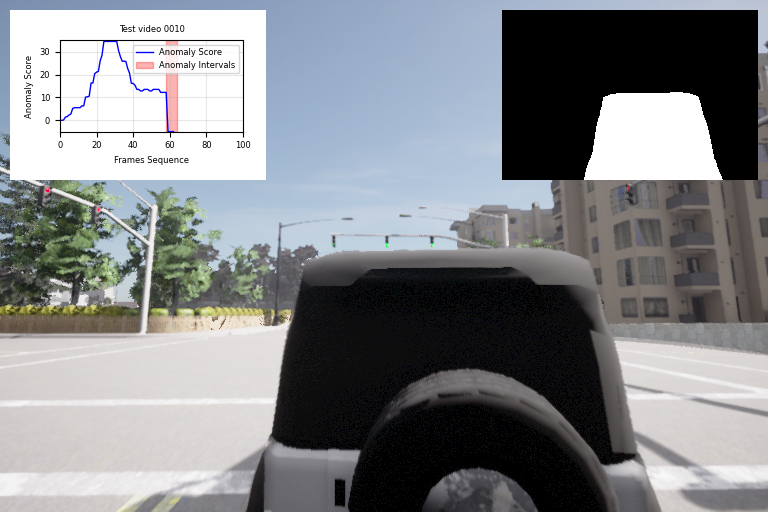 Test video 0010
Anomaly Score
30
20
10
0
Anomaly Score
Anomaly Intervals
0 20 40 60 80 100
Frames Sequence